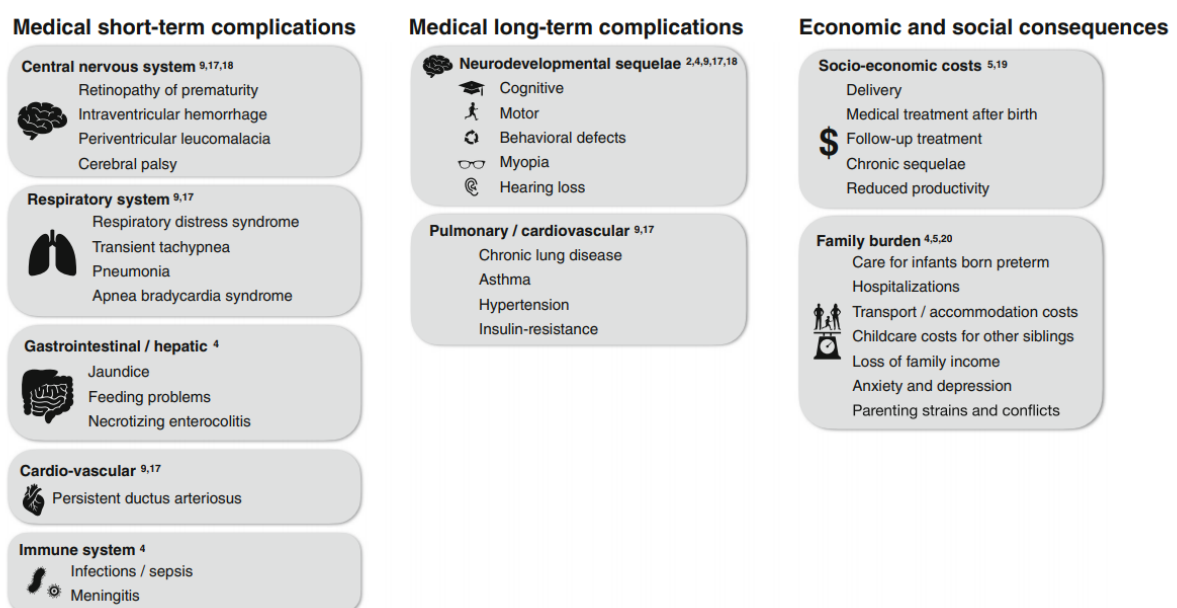 Medical short-term complications
Central nervous system 9,17,18
Retinopathy of prematurity
Intraventricular hemorrhage
Periventricular leucomalacia
Cerebral palsy
Respiratory system 9,17
Respiratory distress syndrome
Transient tachypnea
Pneumonia
Apnea bradycardia syndrome
Gastrointestinal / hepatic 4
Jaundice
Feeding problems
Necrotizing enterocolitis
Cardio-vascular 9,17
Persistent ductus arteriosus
Immune system 4
Infections / sepsis
Meningitis
Medical long-term complications
Neurodevelopmental sequelae 2,4,9,17,18
Cognitive
Motor
Behavioral defects
Myopia
Hearing loss
Pulmonary / cardiovascular 9,17
Chronic lung disease
Asthma
Hypertension
Insulin-resistance
Economic and social consequences
Socio-economic costs 5,19
Delivery
Medical treatment after birth
$ Follow-up treatment
Chronic sequelae
Reduced productivity
Family burden 4,5,20
Care for infants born preterm
Hospitalizations
Transport / accommodation costs
Childcare costs for other siblings
Loss of family income
Anxiety and depression
Parenting strains and conflicts